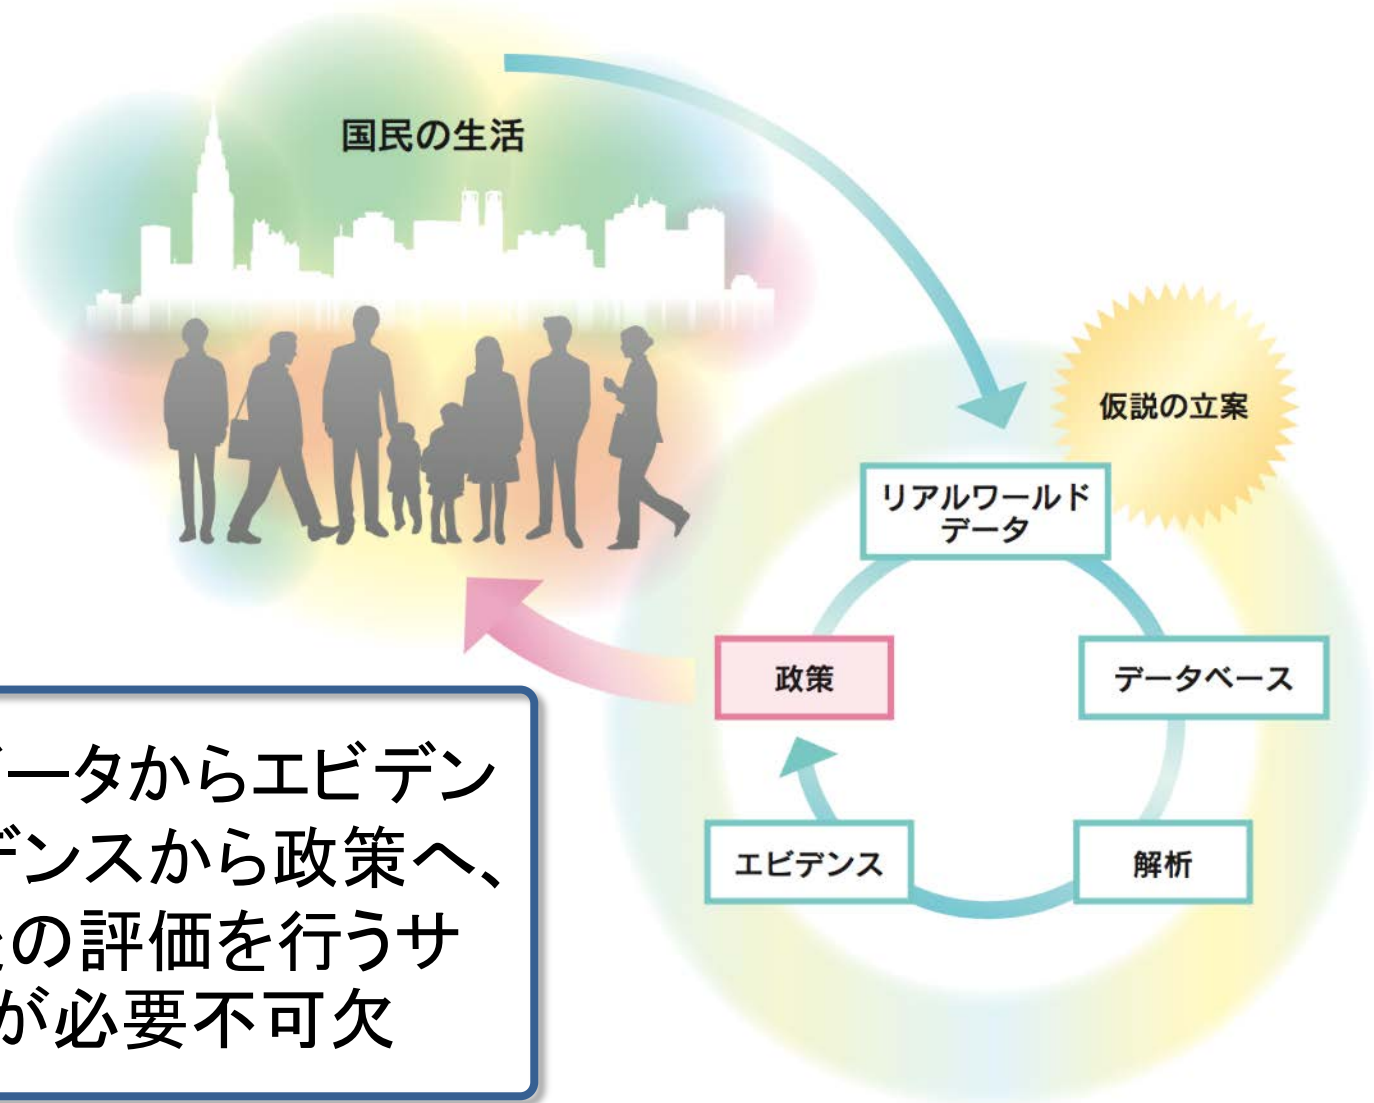 国民の生活
仮説の立案
リアルワールド
データ
政策
データベース
エビデンス
解析
ータからエビデン
デンスから政策へ、
の評価を行うサ
が必要不可欠